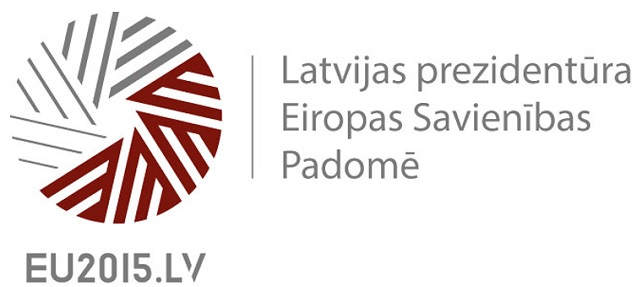 Latvijas prezidentūra
Eiropas Savienības
Padomē
EU2015.LV